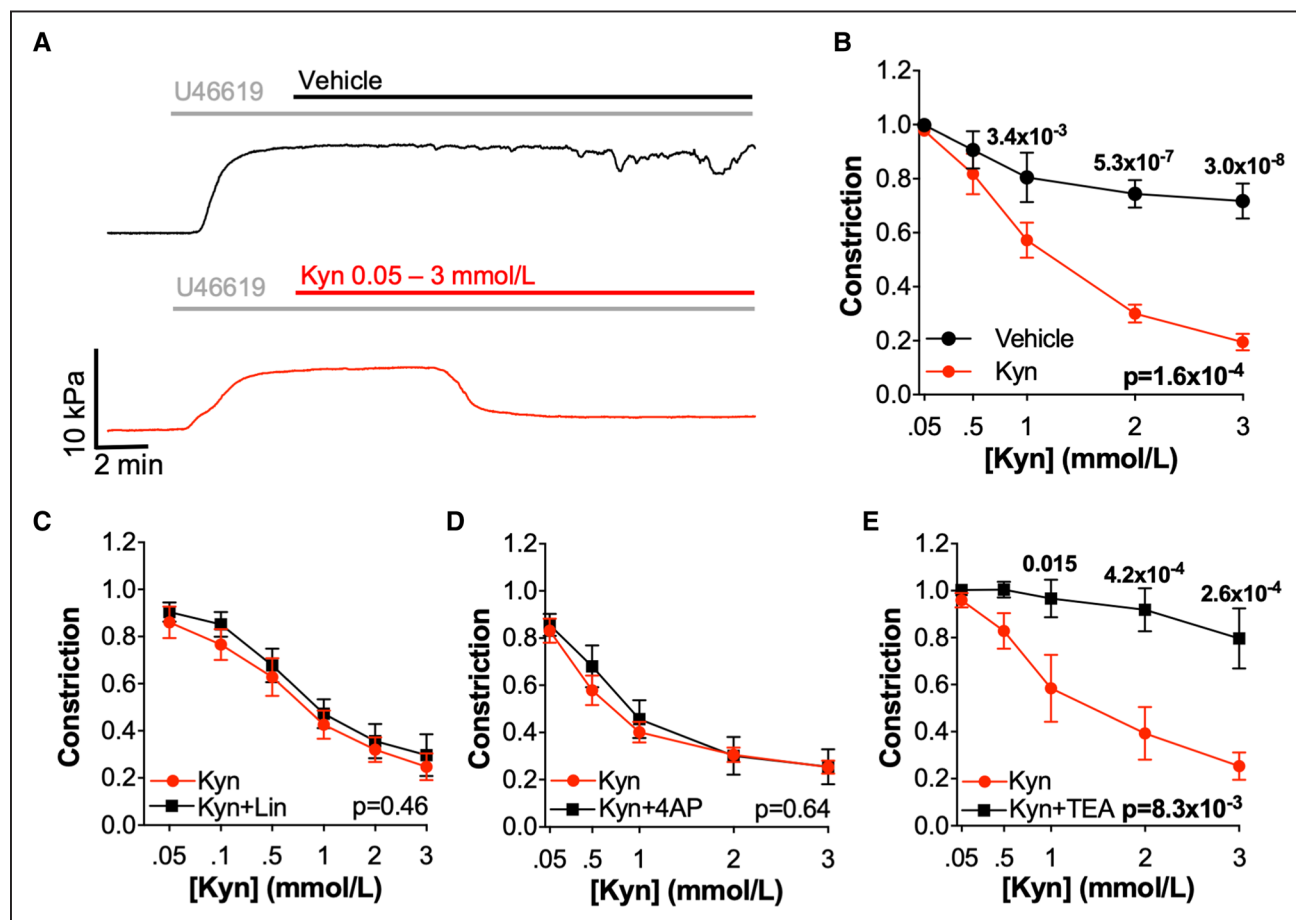 A
U46619
Vehicle
U46619
Kyn 0.05 – 3 mmol/L
10 kPa
2 min
B
1.2
1.0
0.8
0.6
0.4
0.2
0.0
Constriction
3.4x10-3
5.3x10-7
3.0x10-8
Vehicle
Kyn
p=1.6x10-4
.05 .5 1 2 3
[Kyn] (mmol/L)
C
1.2
1.0
0.8
0.6
0.4
0.2
0.0
Constriction
Kyn
Kyn+Lin p=0.46
.05 .1 .5 1 2 3
[Kyn] (mmol/L)
D
1.2
1.0
0.8
0.6
0.4
0.2
0.0
Constriction
Kyn
Kyn+4AP p=0.64
.05 .5 1 2 3
[Kyn] (mmol/L)
E
1.2
1.0
0.8
0.6
0.4
0.2
0.0
Constriction
0.015
4.2x10-4
2.6x10-4
Kyn
Kyn+TEA p=8.3x10-3
.05 .5 1 2 3
[Kyn] (mmol/L)